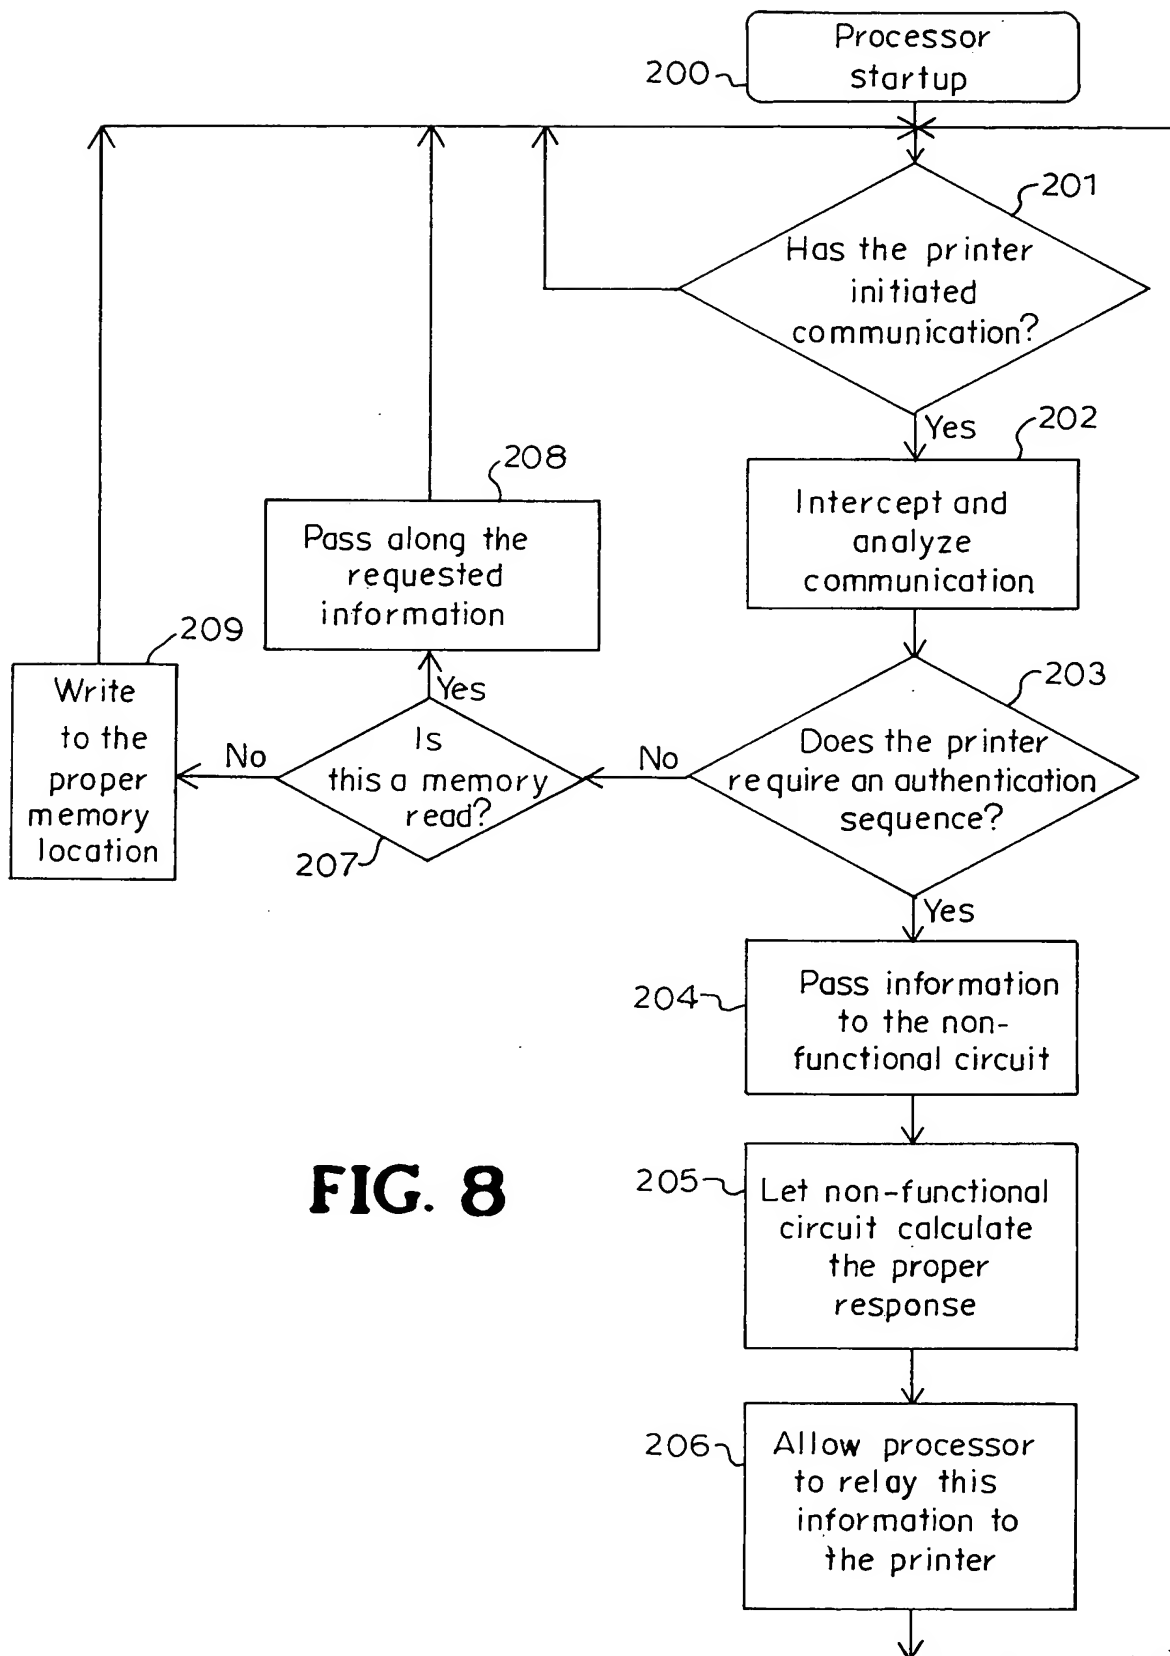 Processor
startup
200
201
Has the printer
initiated
communication?
Yes
202
Intercept and
analyze
communication
208
Pass along the
requested
information
209
Write
to the
proper
memory
location
Yes
203
Does the printer
require an authentication
sequence?
No
Is
this a memory
read?
No
207
Yes
204
Pass information
to the non-
functional circuit
205
Let non-functional
circuit calculate
the proper
response
FIG. 8
206
Allow processor
to relay this
information to
the printer